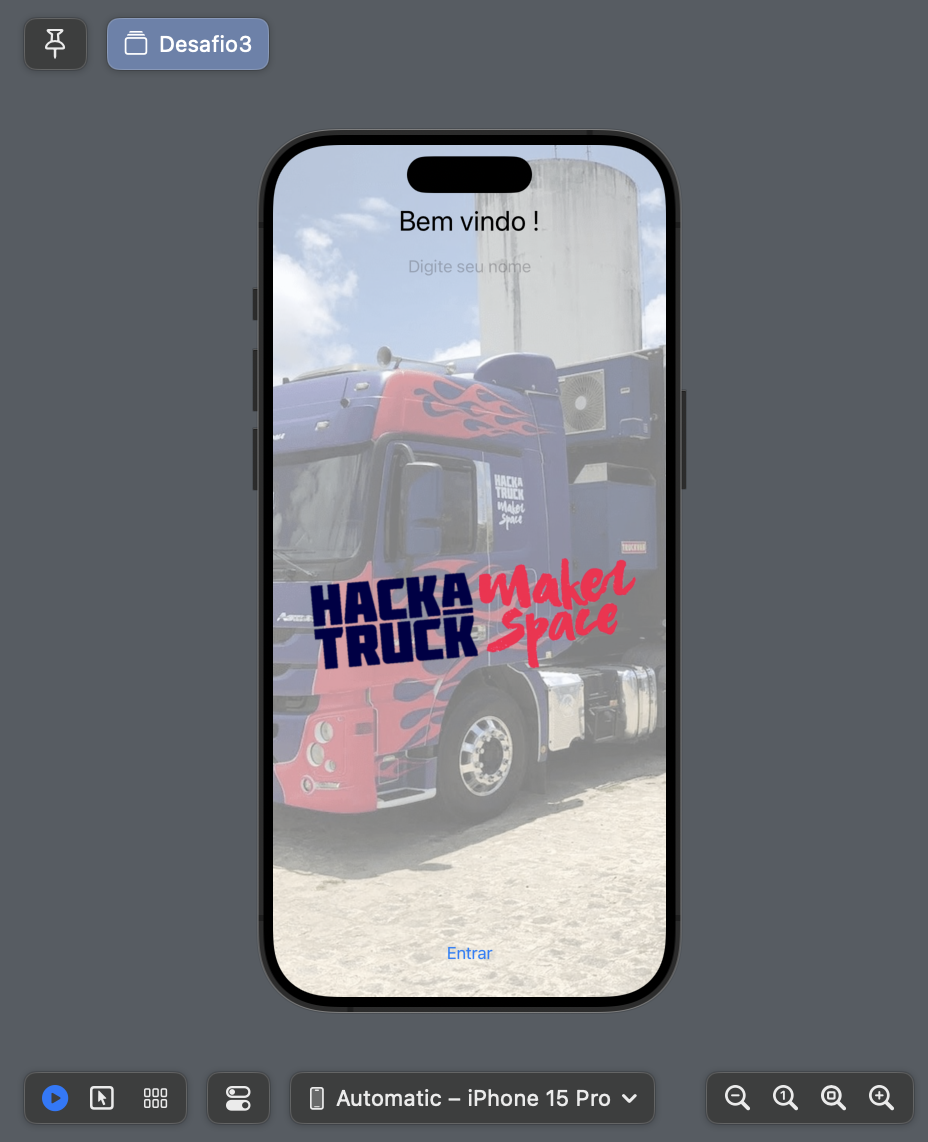 Desafio3
Bem vindo !
Digite seu nome
HACKA
TRUCK
Maker
Space
HACKA
TRUCK
Maker
Space
Entrar
Automatic – iPhone 15 Pro
1